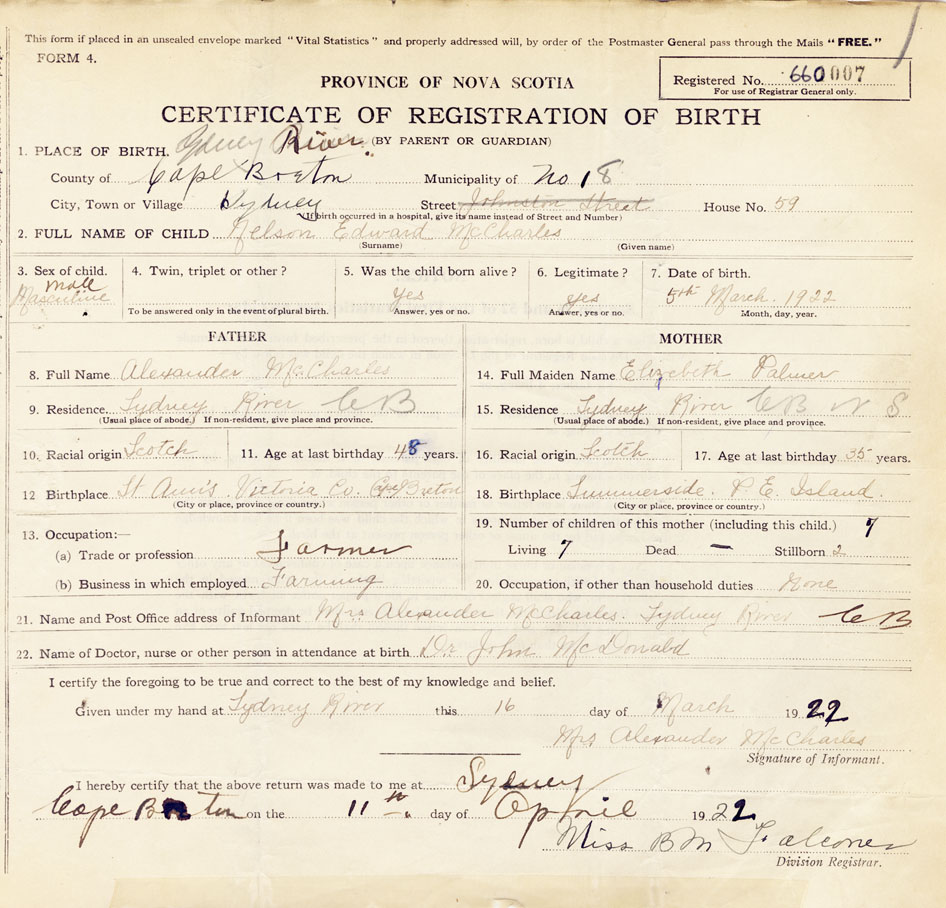 This form if placed in an unsealed envelope marked "Vital Statistics" and properly addressed will, by order of the Postmaster General pass through the Mails "FREE."
FORM 4.
Registered No. 660007
For use of Registrar General only.
PROVINCE OF NOVA SCOTIA
CERTIFICATE OF REGISTRATION OF BIRTH
(BY PARENT OR GUARDIAN)
1. PLACE OF BIRTH. Sydney River
County of Cape Breton Municipality of No 18
City, Town or Village Sydney Street Johnston Street House No. 59
(If birth occurred in a hospital, give its name instead of Street and Number)
2. FULL NAME OF CHILD Nelson Edward McCharles
(Surname) (Given name)
3. Sex of child. 4. Twin, triplet or other? 5. Was the child born alive? 6. Legitimate? 7. Date of birth.
Male
Masculine yes yes 5th March. 1922
To be answered only in the event of plural birth. Answer, yes or no. Answer, yes or no. Month, day, year.
FATHER
8. Full Name Alexander McCharles
9. Residence. Sydney River CB
(Usual place of abode.) If non-resident, give place and province.
10. Racial origin Scotch 11. Age at last birthday 48 years.
12 Birthplace St Ann's. Victoria Co. Cape Breton
(City or place, province or country.)
13. Occupation:—
(a) Trade or profession Farmer
(b) Business in which employed Farming
MOTHER
14. Full Maiden Name Elizebeth Palmer
15. Residence Sydney River CB N S
(Usual place of abode.) If non-resident, give place and province.
16. Racial origin Scotch 17. Age at last birthday 35 years.
18. Birthplace Summerside. P. E. Island.
(City or place, province or country.)
19. Number of children of this mother (including this child.) 7
Living 7 Dead — Stillborn 2
20. Occupation, if other than household duties None
21. Name and Post Office address of Informant Mrs Alexander McCharles. Sydney River CB
22. Name of Doctor, nurse or other person in attendance at birth Dr John McDonald
I certify the foregoing to be true and correct to the best of my knowledge and belief.
Given under my hand at Sydney River this 16 day of March 1922
Mrs Alexander McCharles
Signature of Informant.
I hereby certify that the above return was made to me at Sydney
Cape Breton on the 11th. day of April 1922
Miss B M Falconer
Division Registrar.